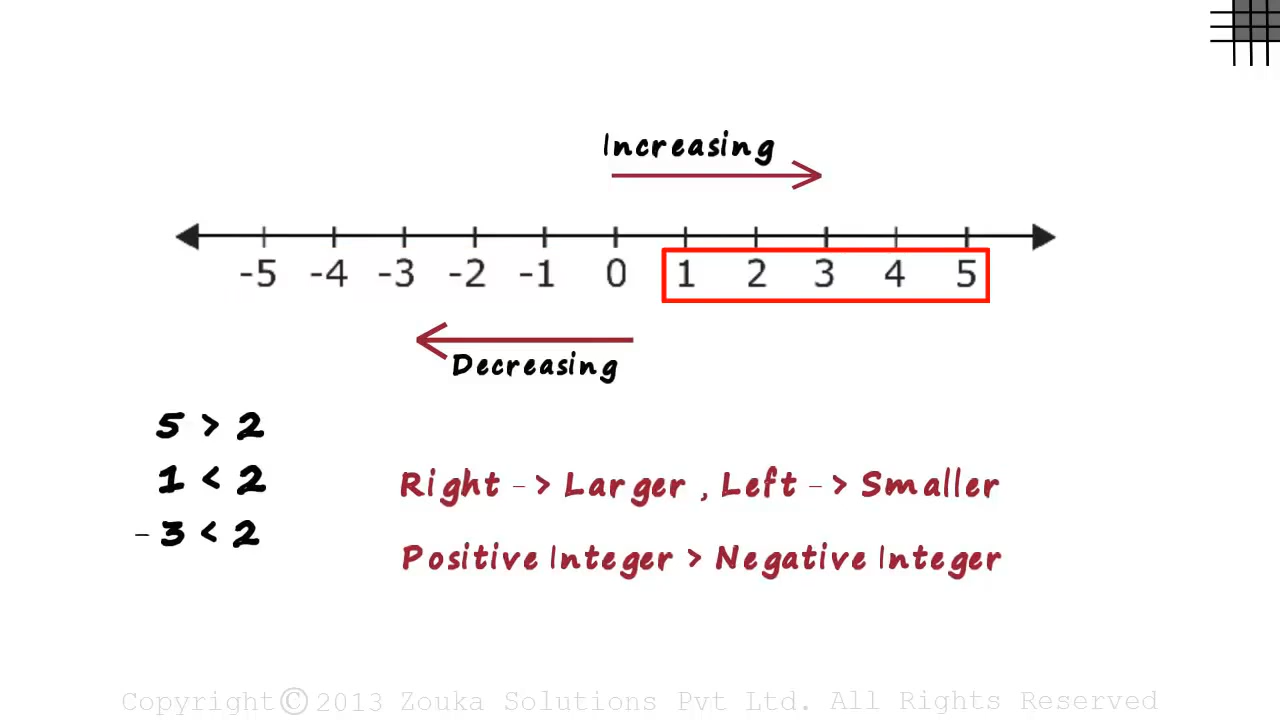 Increasing
-5 -4 -3 -2 -1 0 1 2 3 4 5
Decreasing
5 > 2
1 < 2
- 3 < 2
Right -> Larger , Left -> Smaller
Positive Integer > Negative Integer
Copyright© 2013 Zouka Solutions Pvt Ltd. All Rights Reserved